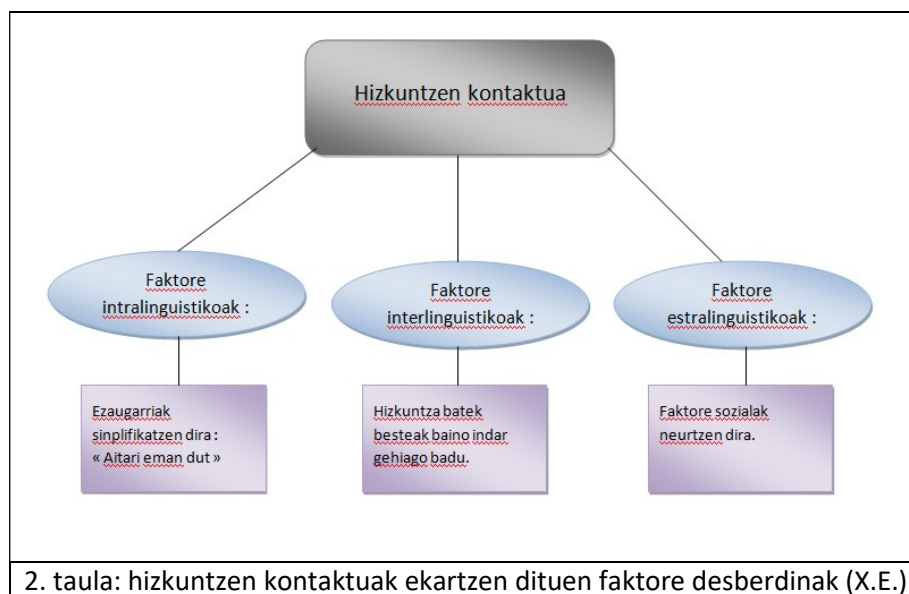 Hizkuntzen kontaktua
Faktore
intralinguistikoak :
Faktore
interlinguistikoak :
Faktore
estralinguistikoak :
Ezaugarriak
sinplifikatzen dira :
« Aitari eman dut »
Hizkuntza batek
besteak baino indar
gehiago badu.
Faktore sozialak
neurtzen dira.
2. taula: hizkuntzen kontaktuak ekartzen dituen faktore desberdinak (X.E.)